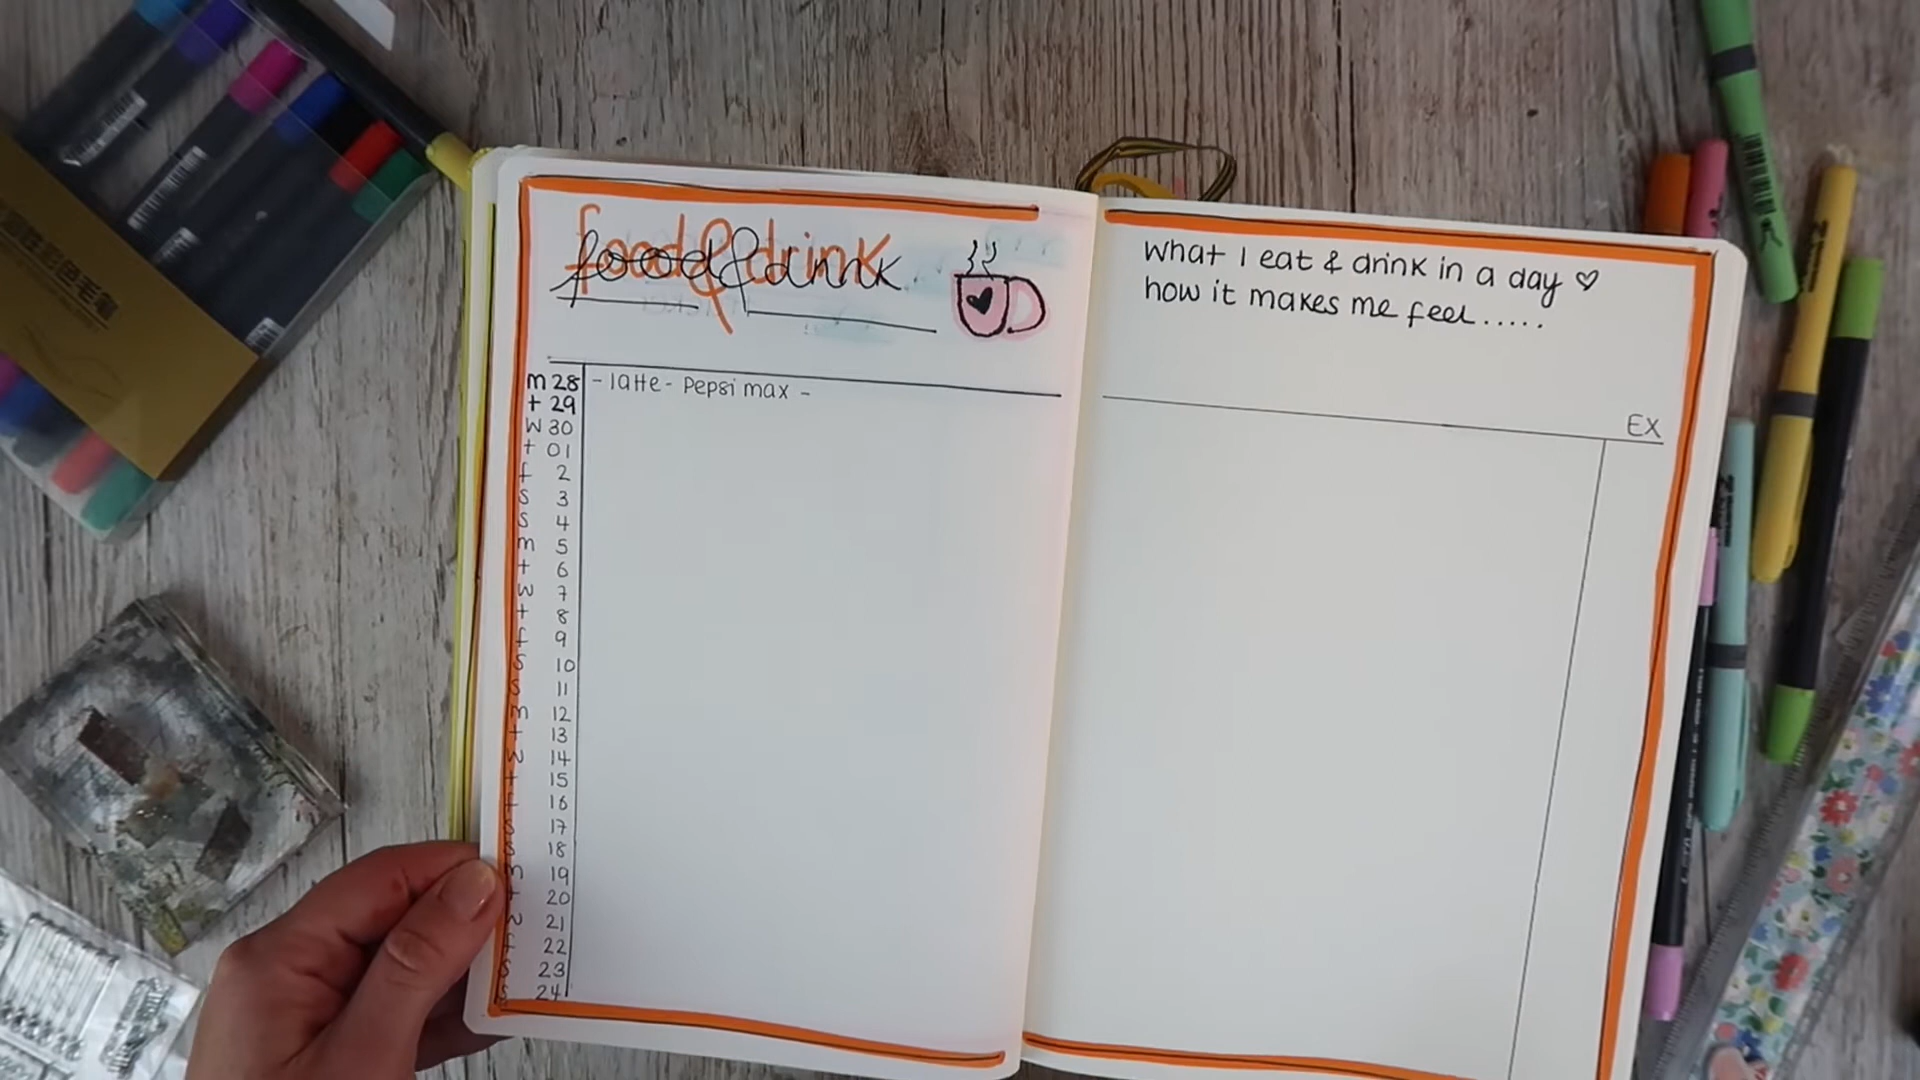 food & drink
m 28 - latte - Pepsi max -
t 29
w 30
t 01
f 2
s 3
s 4
m 5
t 6
w 7
t 8
f 9
s 10
s 11
m 12
t 13
w 14
t 15
f 16
s 17
s 18
m 19
t 20
w 21
f 22
s 23
s 24
What I eat & drink in a day ♡
how it makes me feel.....
EX